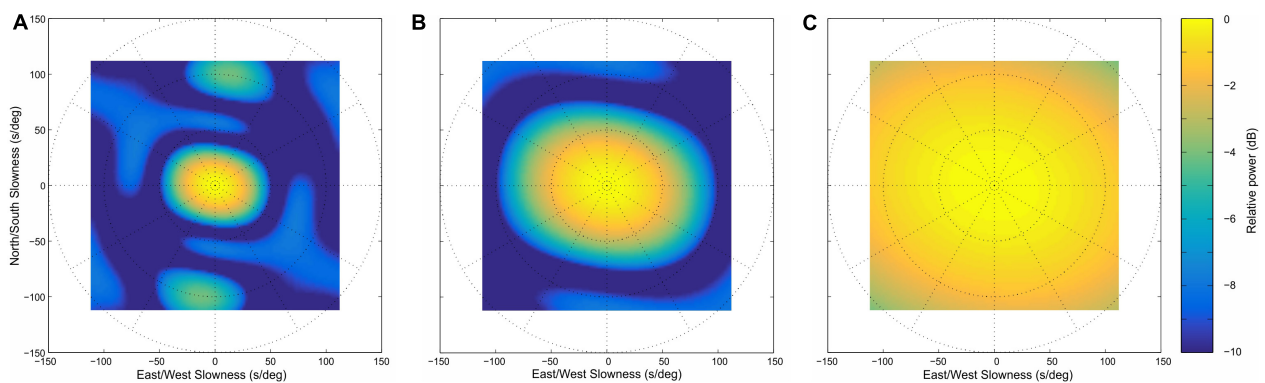 A
B
C
150
100
50
0
−50
−100
−150
North/South Slowness (s/deg)
−150 −100 −50 0 50 100 150
East/West Slowness (s/deg)
−150 −100 −50 0 50 100 150
East/West Slowness (s/deg)
−150 −100 −50 0 50 100 150
East/West Slowness (s/deg)
0
−2
−4
−6
−8
−10
Relative power (dB)